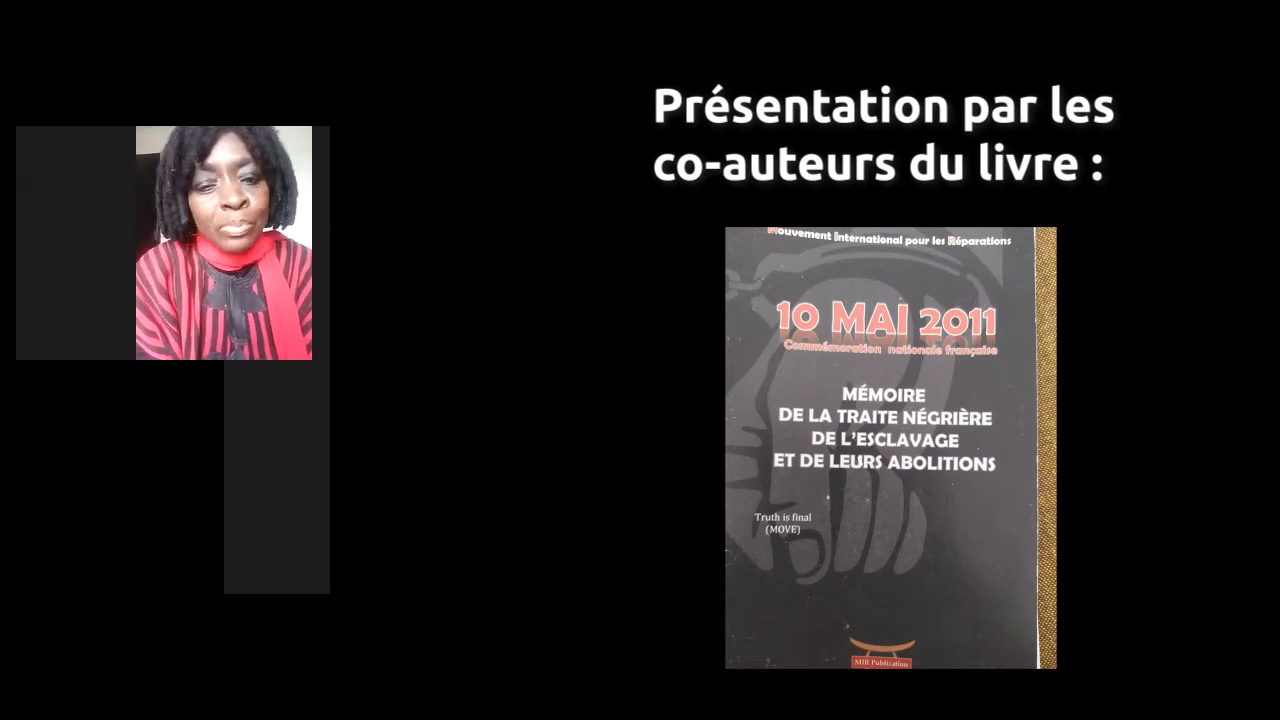 Présentation par les
co-auteurs du livre :
Mouvement International pour les Réparations
10 MAI 2011
Commémoration nationale française
MÉMOIRE
DE LA TRAITE NÉGRIÈRE
DE L'ESCLAVAGE
ET DE LEURS ABOLITIONS
Truth is final
(MOVE)
MIR Publication